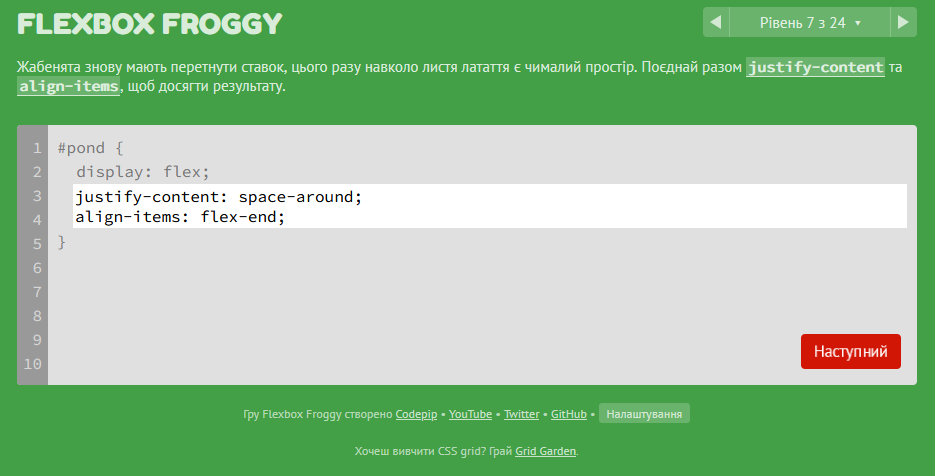 FLEXBOX FROGGY
Рівень 7 з 24 ▾
Жабенята знову мають перетнути ставок, цього разу навколо листя латаття є чималий простір. Поєднай разом justify-content та
align-items, щоб досягти результату.
1 #pond {
2 display: flex;
3 justify-content: space-around;
4 align-items: flex-end;
5 }
6
7
8
9
10
Наступний
Гру Flexbox Froggy створено Codepip • YouTube • Twitter • GitHub • Налаштування
Хочеш вивчити CSS grid? Грай Grid Garden.